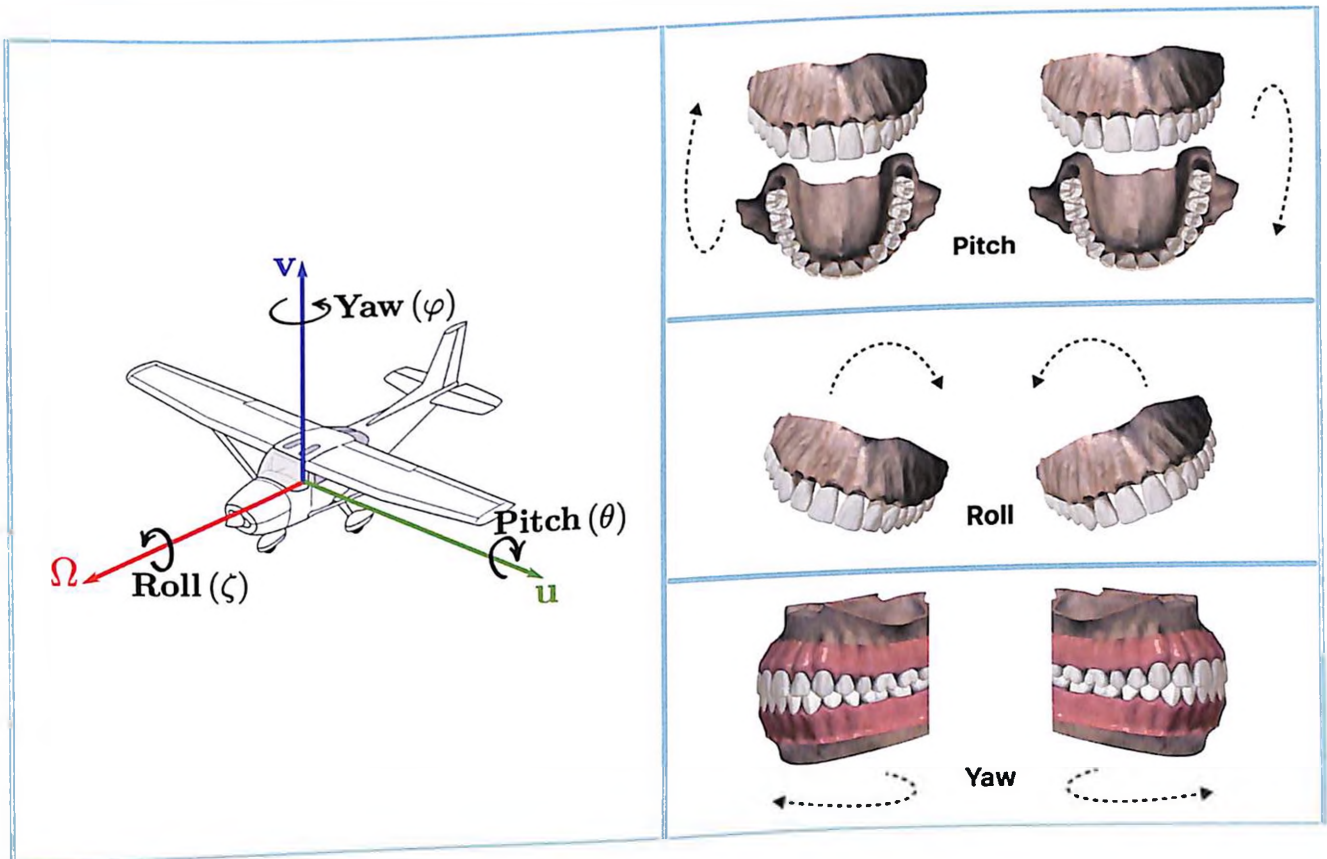 v
Yaw (φ)
Pitch (θ)
Ω
Roll (ζ)
u
Pitch
Roll
Yaw